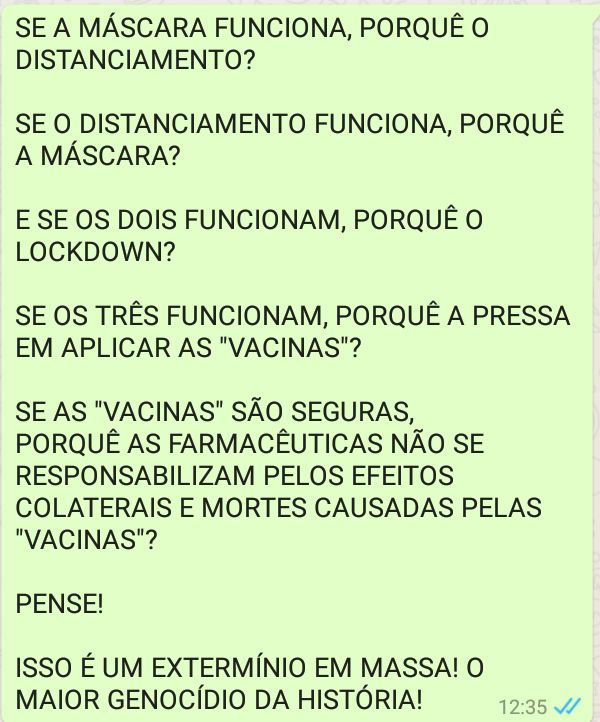 SE A MÁSCARA FUNCIONA, PORQUÊ O
DISTANCIAMENTO?
SE O DISTANCIAMENTO FUNCIONA, PORQUÊ
A MÁSCARA?
E SE OS DOIS FUNCIONAM, PORQUÊ O
LOCKDOWN?
SE OS TRÊS FUNCIONAM, PORQUÊ A PRESSA
EM APLICAR AS "VACINAS"?
SE AS "VACINAS" SÃO SEGURAS,
PORQUÊ AS FARMACÊUTICAS NÃO SE
RESPONSABILIZAM PELOS EFEITOS
COLATERAIS E MORTES CAUSADAS PELAS
"VACINAS"?
PENSE!
ISSO É UM EXTERMÍNIO EM MASSA! O
MAIOR GENOCÍDIO DA HISTÓRIA!
12:35